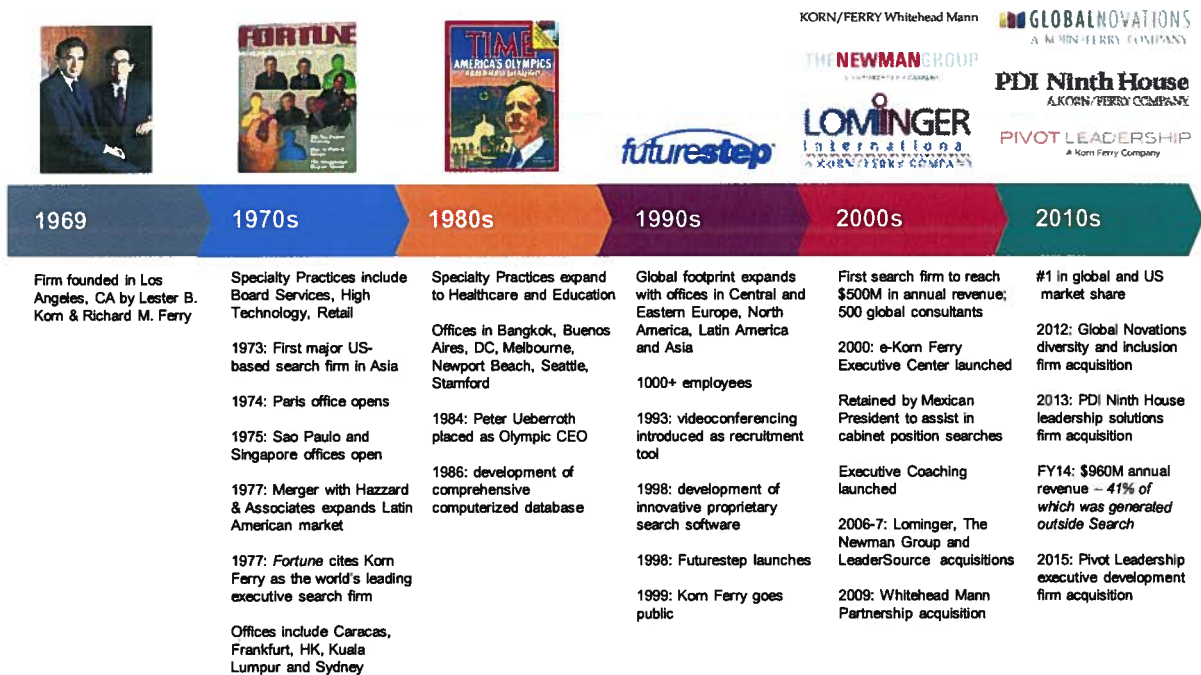 FORTUNE
TIME
AMERICA'S OLYMPICS
futurestep
KORN/FERRY Whitehead Mann
THE NEWMAN GROUP
LOMINGER
International
A KORN/FERRY COMPANY
GLOBALNOVATIONS
A KORN/FERRY COMPANY
PDI Ninth House
A KORN/FERRY COMPANY
PIVOT LEADERSHIP
A Korn Ferry Company
1969
1970s
1980s
1990s
2000s
2010s
Firm founded in Los
Angeles, CA by Lester B.
Korn & Richard M. Ferry
Specialty Practices include
Board Services, High
Technology, Retail
1973: First major US-
based search firm in Asia
1974: Paris office opens
1975: Sao Paulo and
Singapore offices open
1977: Merger with Hazzard
& Associates expands Latin
American market
1977: Fortune cites Korn
Ferry as the world's leading
executive search firm
Offices include Caracas,
Frankfurt, HK, Kuala
Lumpur and Sydney
Specialty Practices expand
to Healthcare and Education
Offices in Bangkok, Buenos
Aires, DC, Melbourne,
Newport Beach, Seattle,
Stamford
1984: Peter Ueberroth
placed as Olympic CEO
1986: development of
comprehensive
computerized database
Global footprint expands
with offices in Central and
Eastern Europe, North
America, Latin America
and Asia
1000+ employees
1993: videoconferencing
introduced as recruitment
tool
1998: development of
innovative proprietary
search software
1998: Futurestep launches
1999: Korn Ferry goes
public
First search firm to reach
$500M in annual revenue;
500 global consultants
2000: e-Korn Ferry
Executive Center launched
Retained by Mexican
President to assist in
cabinet position searches
Executive Coaching
launched
2006-7: Lominger, The
Newman Group and
LeaderSource acquisitions
2009: Whitehead Mann
Partnership acquisition
#1 in global and US
market share
2012: Global Novations
diversity and inclusion
firm acquisition
2013: PDI Ninth House
leadership solutions
firm acquisition
FY14: $960M annual
revenue – 41% of
which was generated
outside Search
2015: Pivot Leadership
executive development
firm acquisition